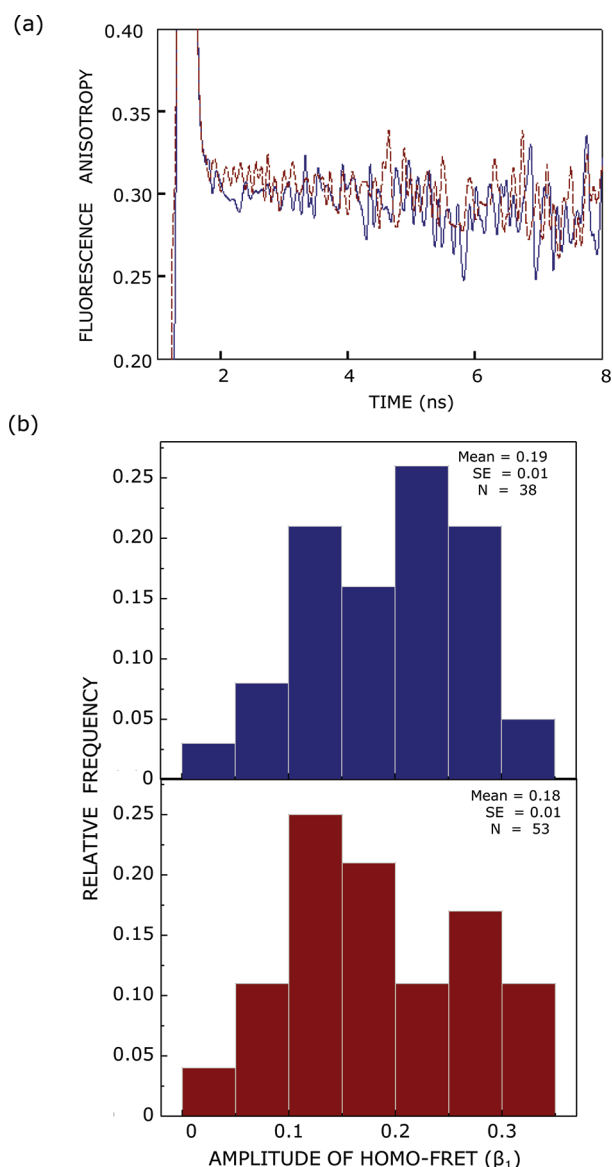 (a)
0.40
0.35
0.30
0.25
0.20
FLUORESCENCE ANISOTROPY
2 4 6 8
TIME (ns)
(b)
Mean = 0.19
SE = 0.01
N = 38
0.25
0.20
0.15
0.10
0.05
0
RELATIVE FREQUENCY
Mean = 0.18
SE = 0.01
N = 53
0.25
0.20
0.15
0.10
0.05
0
0 0.1 0.2 0.3
AMPLITUDE OF HOMO-FRET (β₁)